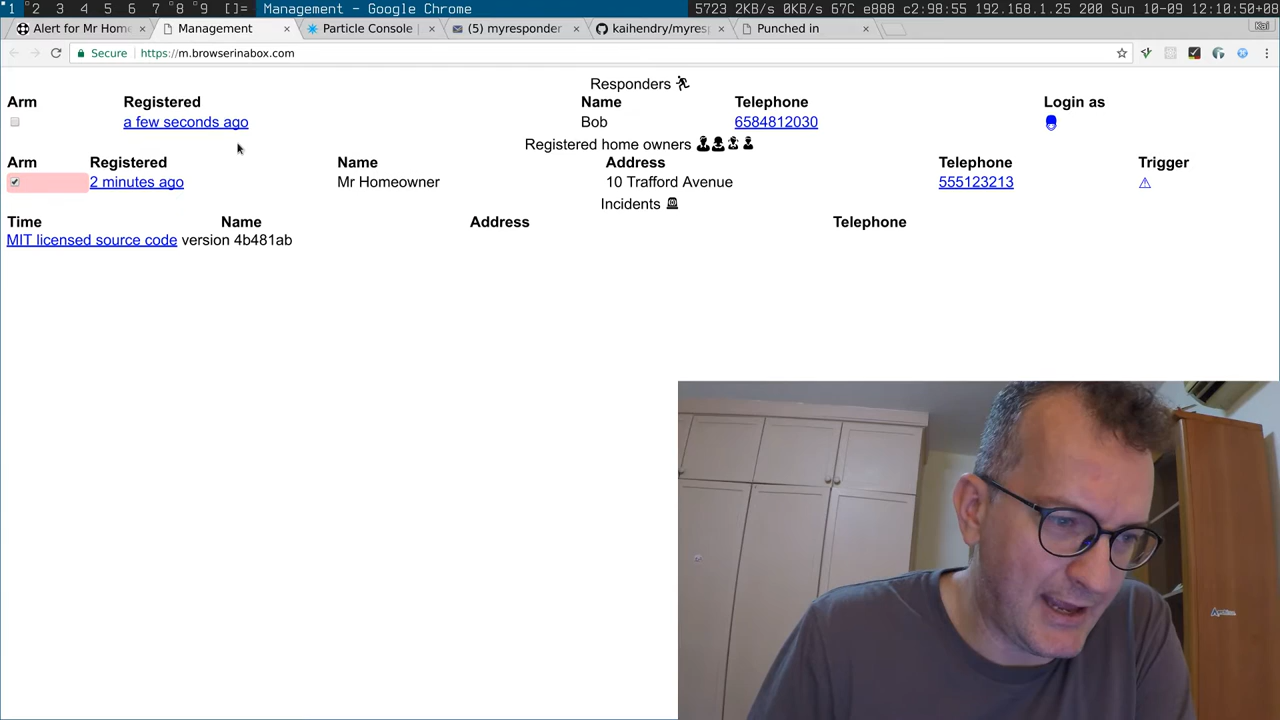 1 2 3 4 5 6 7 8 9 []= Management - Google Chrome 5723 2KB/s 0KB/s 67C e888 c2:98:55 192.168.1.25 200 Sun 10-09 12:10:50+08
Alert for Mr Home Management Particle Console | (5) myresponder kaihendry/myresp Punched in Kai
Secure https://m.browserinabox.com
Responders
Arm Registered Name Telephone Login as
a few seconds ago Bob 6584812030
Registered home owners
Arm Registered Name Address Telephone Trigger
2 minutes ago Mr Homeowner 10 Trafford Avenue 555123213
Incidents
Time Name Address Telephone
MIT licensed source code version 4b481ab